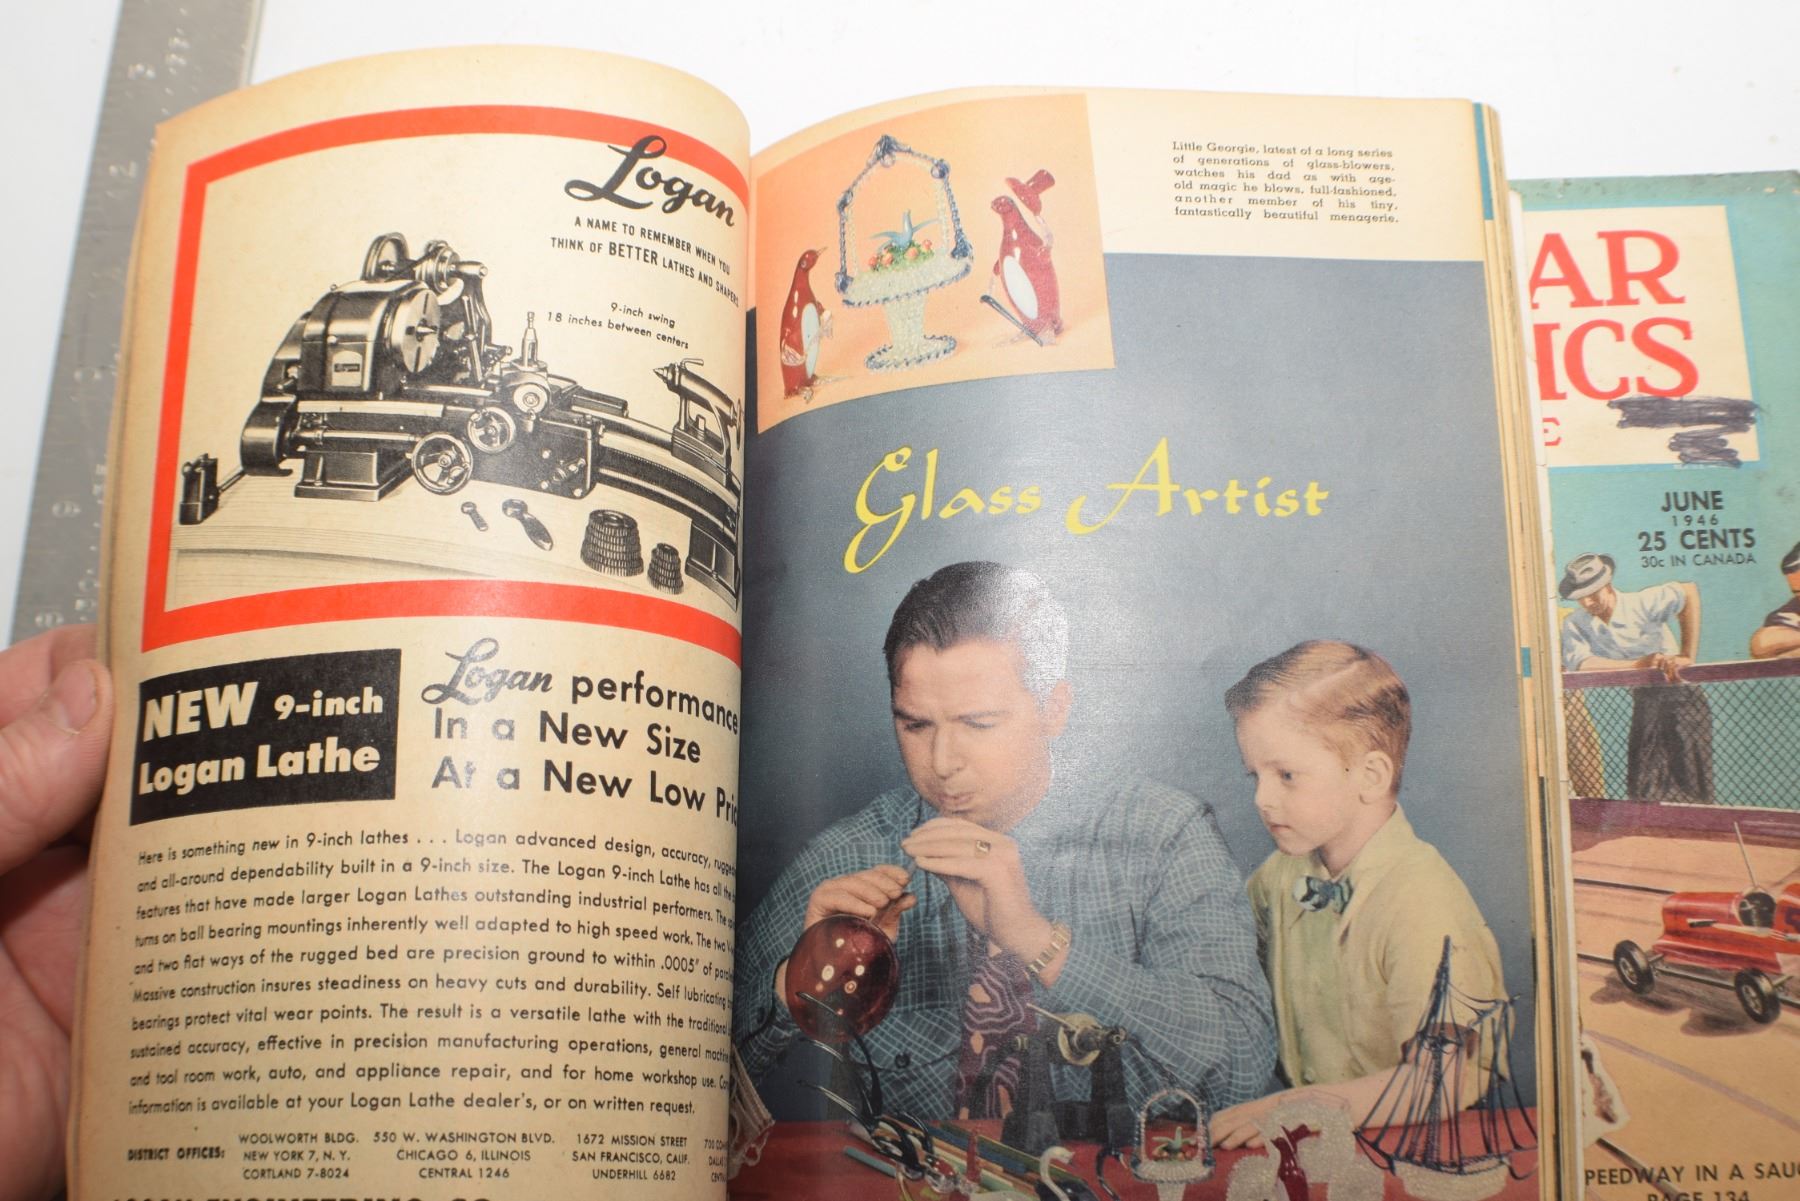 Logan
A NAME TO REMEMBER WHEN YOU
THINK OF BETTER LATHES AND SHAPERS
9-inch swing
18 inches between centers
NEW 9-inch
Logan Lathe
Logan performance
In a New Size
At a New Low
Here is something new in 9-inch lathes . . . Logan advanced design, accuracy,
and all-around dependability built in a 9-inch size. The Logan 9-inch Lathe has all
features that have made larger Logan Lathes outstanding industrial performers. The
turns on ball bearing mountings inherently well adapted to high speed work. The two
and two flat ways of the rugged bed are precision ground to within .0005" of
Massive construction insures steadiness on heavy cuts and durability. Self lubricating
bearings protect vital wear points. The result is a versatile lathe with the traditional
sustained accuracy, effective in precision manufacturing operations, general
and tool room work, auto, and appliance repair, and for home workshop use.
information is available at your Logan Lathe dealer's, or on written request.
DISTRICT OFFICES:
WOOLWORTH BLDG.
NEW YORK 7, N. Y.
CORTLAND 7-8024
550 W. WASHINGTON BLVD.
CHICAGO 6, ILLINOIS
CENTRAL 1246
1672 MISSION STREET
SAN FRANCISCO, CALIF.
UNDERHILL 6682
Little Georgie, latest of a long series
of generations of glass-blowers,
watches his dad as with age-
old magic he blows, full-fashioned,
another member of his tiny,
fantastically beautiful menagerie.
Glass Artist
AR
ICS
E
JUNE
1946
25 CENTS
30c IN CANADA
PEEDWAY IN A SAUC
PAGE 134